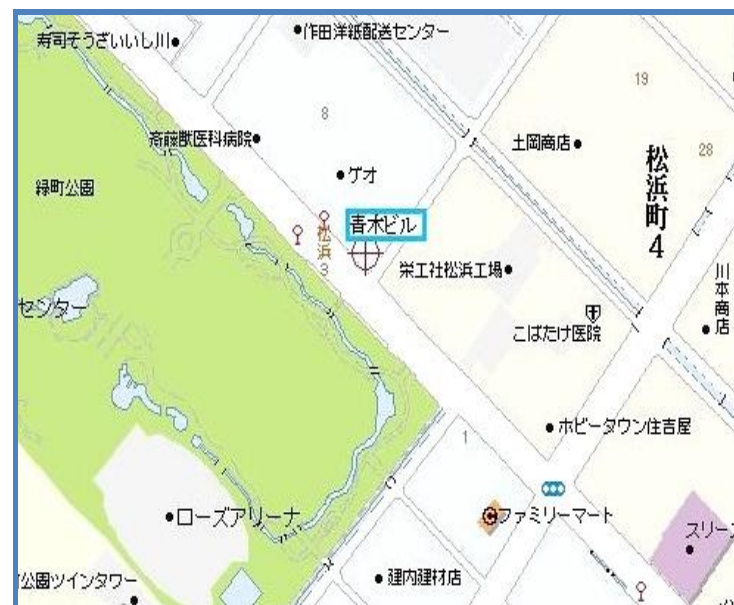 寿司そうざいいし川
作田洋紙配送センター
19
8
斎藤獣医科病院
土岡商店
28
松浜町4
ゲオ
緑町公園
青木ビル
松浜3
栄工社松浜工場
川本商店
センター
こばたけ医院
ホビータウン住吉屋
1
ローズアリーナ
ファミリーマート
スリーン
公園ツインタワー
建内建材店